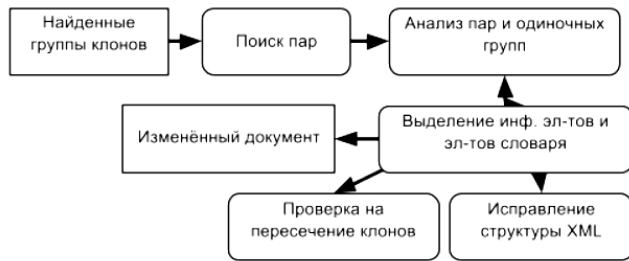 Найденные
группы клонов
Поиск пар
Анализ пар и одиночных
групп
Изменённый документ
Выделение инф. эл-тов и
эл-тов словаря
Проверка на
пересечение клонов
Исправление
структуры XML